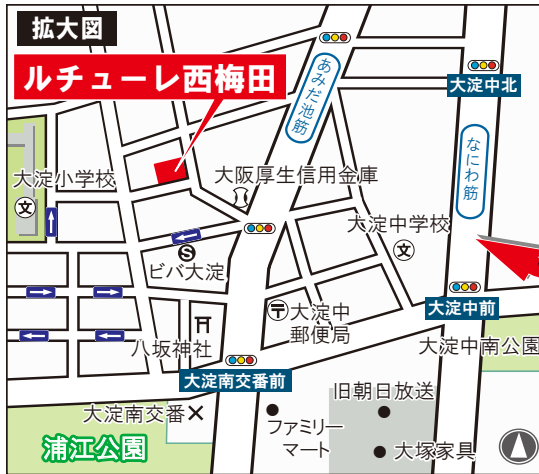 拡大図
ルチューレ西梅田
あみだ池筋
大淀中北
なにわ筋
大淀小学校
文
大阪厚生信用金庫
大淀中学校
文
S
ビバ大淀
〒
大淀中
郵便局
大淀中前
八坂神社
大淀中南公園
大淀南交番前
旧朝日放送
大淀南交番
ファミリー
マート
浦江公園
大塚家具